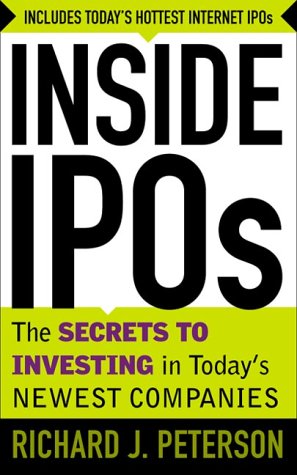 INCLUDES TODAY'S HOTTEST INTERNET IPOs
INSIDE
IPOs
The SECRETS TO
INVESTING in Today's
NEWEST COMPANIES
RICHARD J. PETERSON